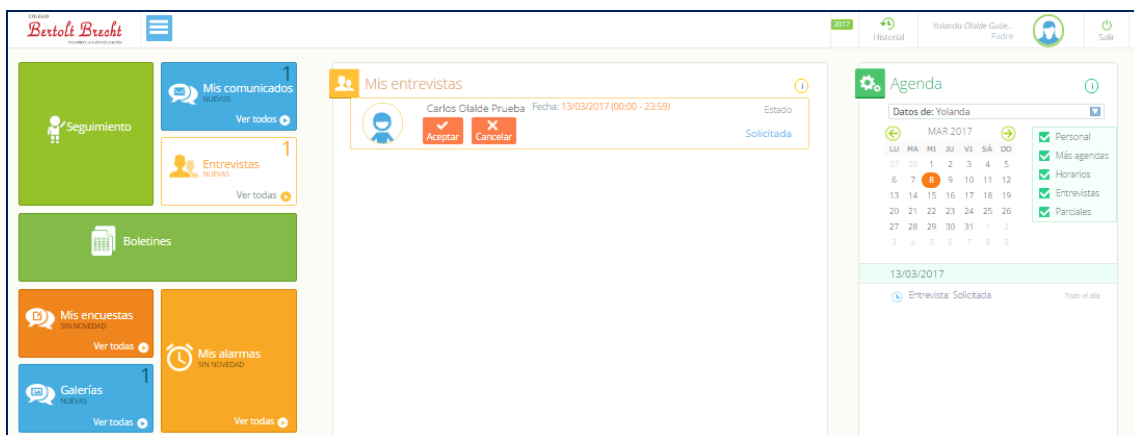 COLEGIO
Bertolt Brecht
2017
Historial
Yolanda Olalde Gutie...
Padre
Salir
Seguimiento
1
Mis comunicados
NUEVOS
Ver todos
1
Entrevistas
NUEVAS
Ver todas
Boletines
Mis encuestas
SIN NOVEDAD
Ver todas
1
Galerías
NUEVAS
Ver todas
Mis alarmas
SIN NOVEDAD
Ver todas
Mis entrevistas
i
Carlos Olalde Prueba Fecha: 13/03/2017 (00:00 - 23:59)
Aceptar Cancelar
Estado
Solicitada
Agenda
i
Datos de: Yolanda
MAR 2017
LU MA MI JU VI SÁ DO
27 28 1 2 3 4 5
6 7 8 9 10 11 12
13 14 15 16 17 18 19
20 21 22 23 24 25 26
27 28 29 30 31 1 2
3 4 5 6 7 8 9
Personal
Más agendas
Horarios
Entrevistas
Parciales
13/03/2017
Entrevista: Solicitada Todo el día